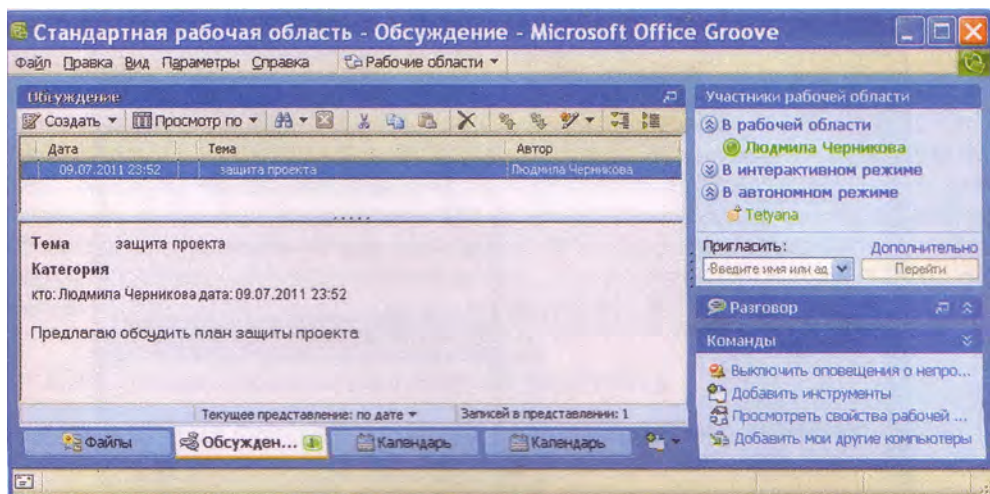 Стандартная рабочая область - Обсуждение - Microsoft Office Groove
Файл Правка Вид Параметры Справка Рабочие области
Обсуждение
Создать Просмотр по
Дата Тема Автор
09.07.2011 23:52 защита проекта Людмила Черникова
Тема защита проекта
Категория
кто: Людмила Черникова дата: 09.07.2011 23:52
Предлагаю обсудить план защиты проекта
Текущее представление: по дате Записей в представлении: 1
Файлы Обсужден... Календарь Календарь
Участники рабочей области
В рабочей области
Людмила Черникова
В интерактивном режиме
В автономном режиме
Tetyana
Пригласить: Дополнительно
Введите имя или ад Перейти
Разговор
Команды
Выключить оповещения о непро...
Добавить инструменты
Просмотреть свойства рабочей ...
Добавить мои другие компьютеры